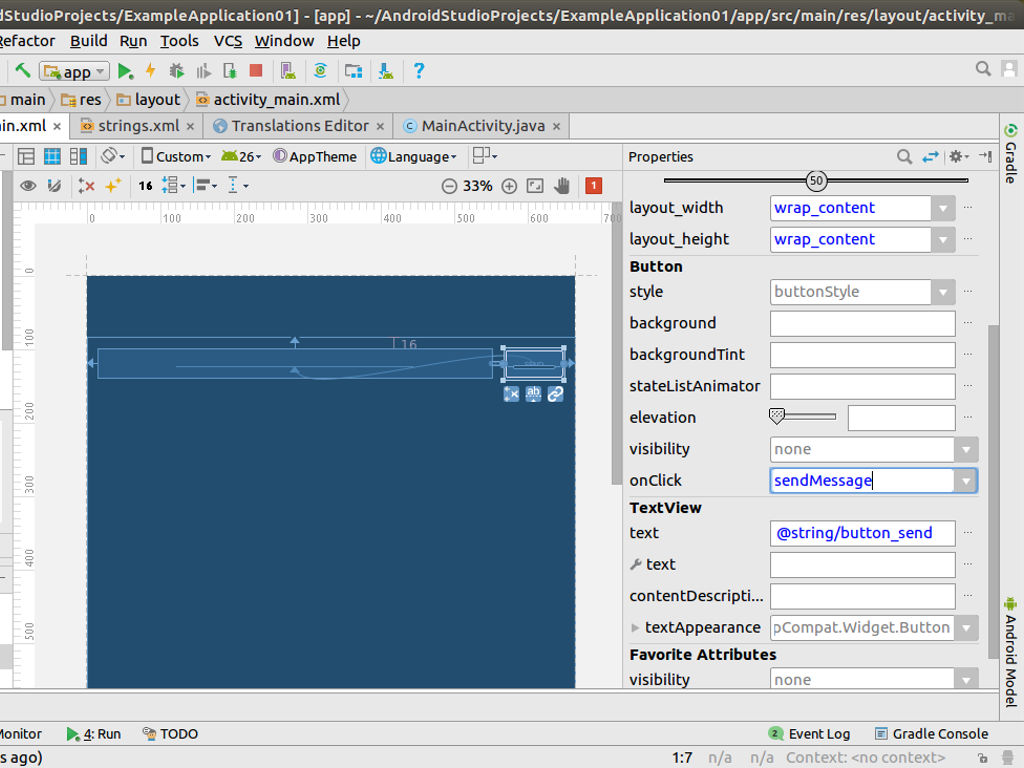 dStudioProjects/ExampleApplication01] - [app] - ~/AndroidStudioProjects/ExampleApplication01/app/src/main/res/layout/activity_ma
Refactor Build Run Tools VCS Window Help
app
main res layout activity_main.xml
in.xml × strings.xml × Translations Editor × MainActivity.java ×
Custom 26 AppTheme Language
16 33% 1
0 100 200 300 400 500 600 700
0
100
200
300
400
500
16
ab
Properties
50
layout_width wrap_content
layout_height wrap_content
Button
style buttonStyle
background
backgroundTint
stateListAnimator
elevation
visibility none
onClick sendMessage
TextView
text @string/button_send
text
contentDescripti...
textAppearance pCompat.Widget.Button
Favorite Attributes
visibility none
Gradle
Android Model
Monitor 4: Run TODO 2 Event Log Gradle Console
s ago) 1:7 n/a n/a Context: <no context>